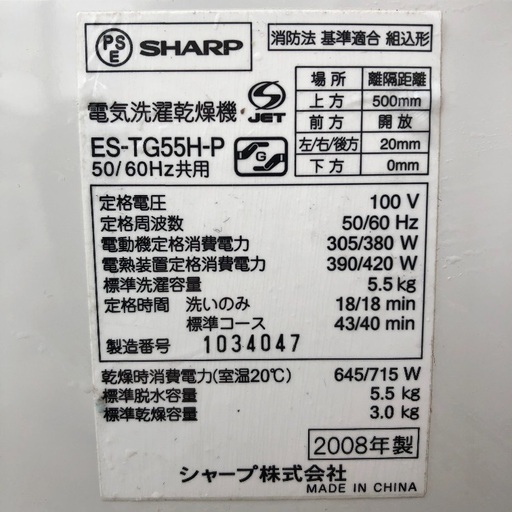 PS
E
SHARP
消防法 基準適合 組込形
電気洗濯乾燥機
S JET
ES-TG55H-P
50/60Hz共用
G
場所 離隔距離
上方 500mm
前方 開放
左/右/後方 20mm
下方 0mm
定格電圧 100 V
定格周波数 50/60 Hz
電動機定格消費電力 305/380 W
電熱装置定格消費電力 390/420 W
標準洗濯容量 5.5 kg
定格時間 洗いのみ 18/18 min
標準コース 43/40 min
製造番号 1034047
乾燥時消費電力(室温20℃) 645/715 W
標準脱水容量 5.5 kg
標準乾燥容量 3.0 kg
2008年製
シャープ株式会社
MADE IN CHINA